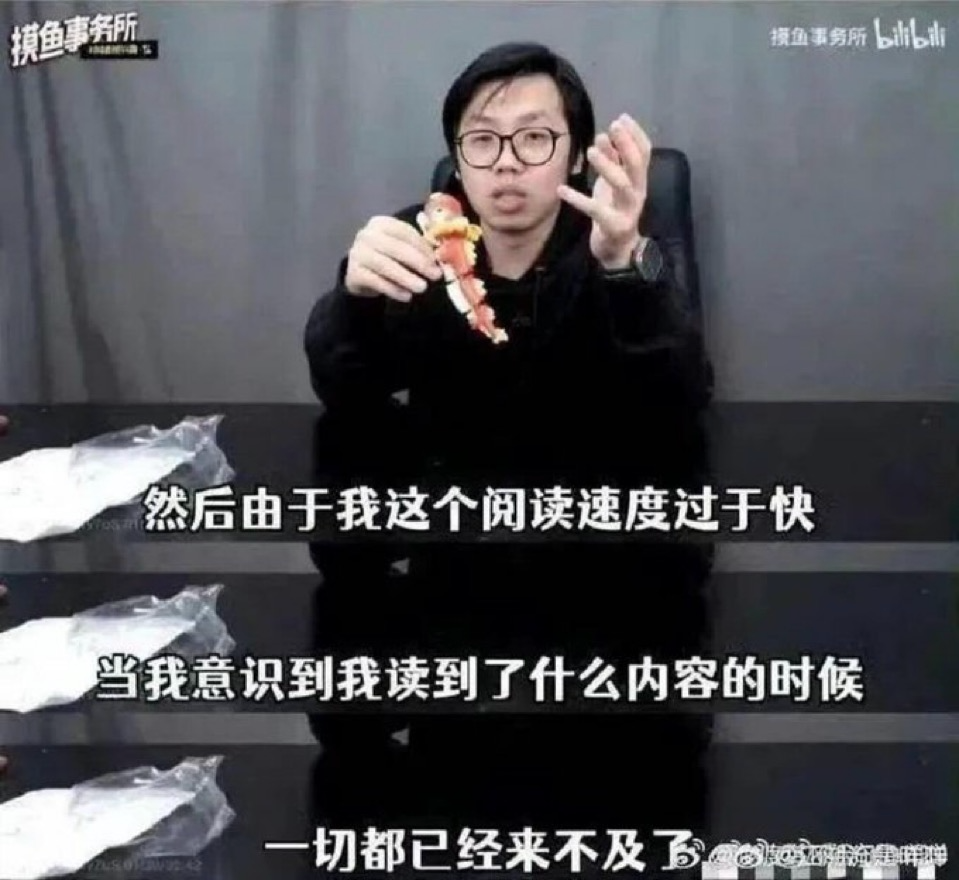 摸鱼事务所
摸鱼事务所 bilibili
然后由于我这个阅读速度过于快
当我意识到我读到了什么内容的时候
一切都已经来不及了